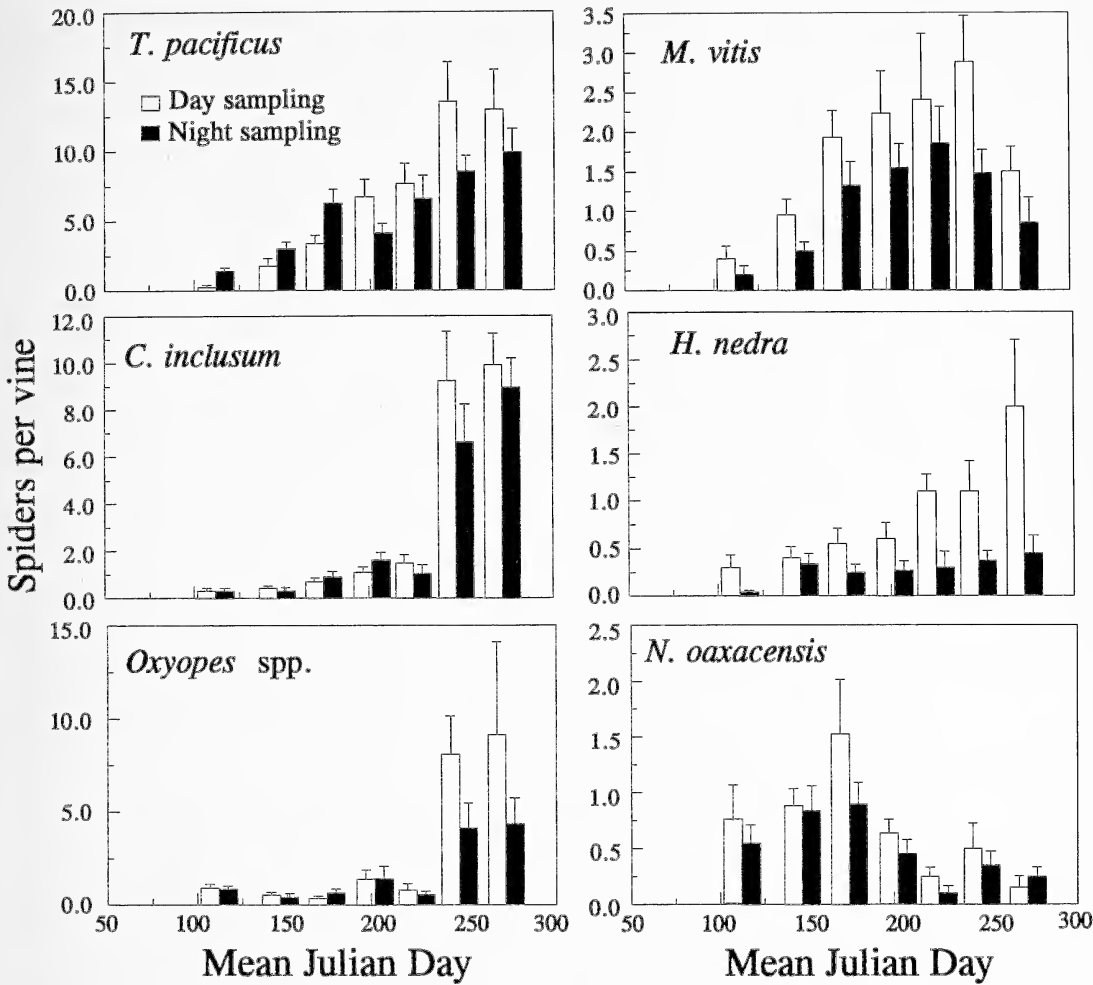 Spiders per vine
20.0
15.0
10.0
5.0
0.0
T. pacificus
Day sampling
Night sampling
3.5
3.0
2.5
2.0
1.5
1.0
0.5
0.0
M. vitis
12.0
10.0
8.0
6.0
4.0
2.0
0.0
C. inclusum
3.0
2.5
2.0
1.5
1.0
0.5
0.0
H. nedra
15.0
10.0
5.0
0.0
Oxyopes spp.
50 100 150 200 250 300
Mean Julian Day
2.5
2.0
1.5
1.0
0.5
0.0
N. oaxacensis
50 100 150 200 250 300
Mean Julian Day